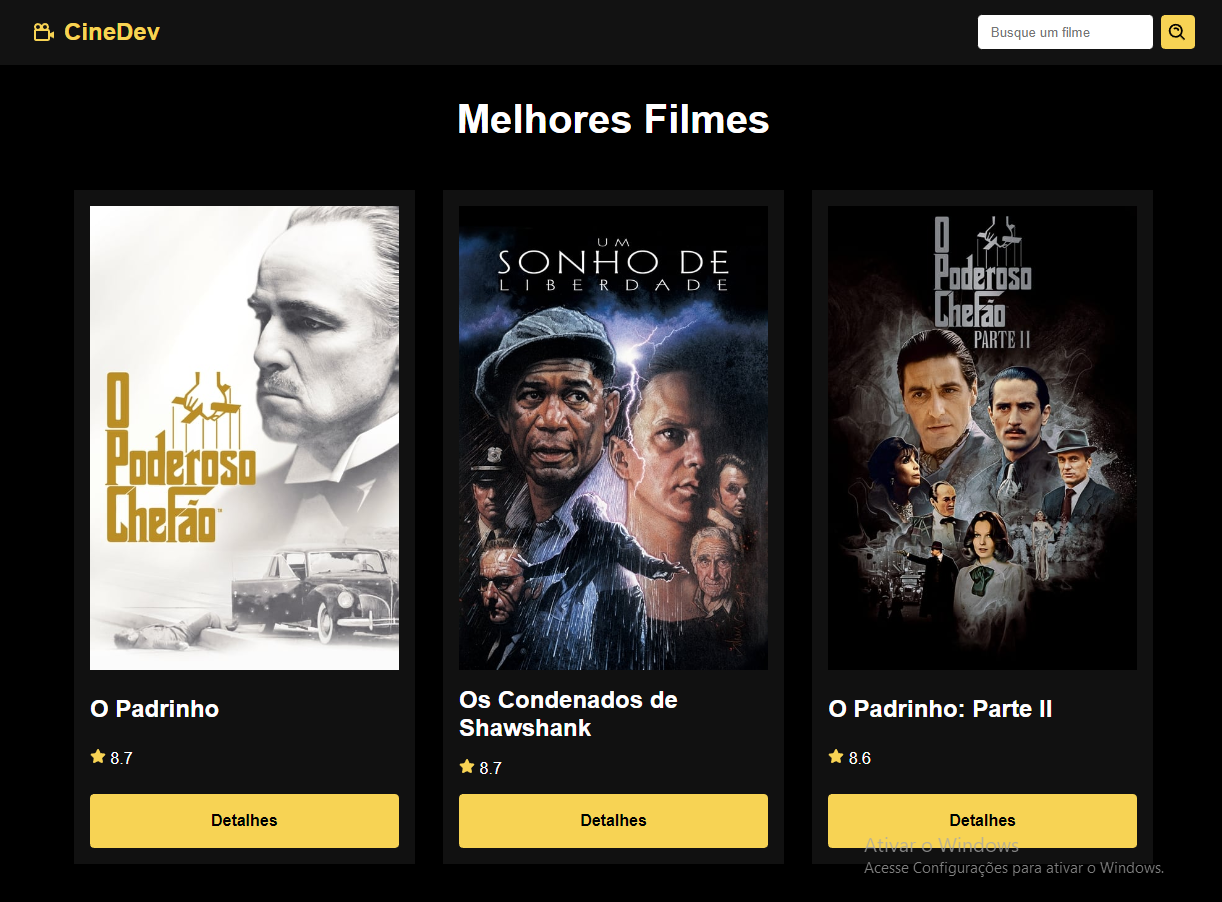 CineDev
Busque um filme
Melhores Filmes
O
Poderoso
Chefão
UM
SONHO DE
LIBERDADE
O
Poderoso
Chefão
PARTE II
O Padrinho
8.7
Detalhes
Os Condenados de
Shawshank
8.7
Detalhes
O Padrinho: Parte II
8.6
Detalhes
Ativar o Windows
Acesse Configurações para ativar o Windows.